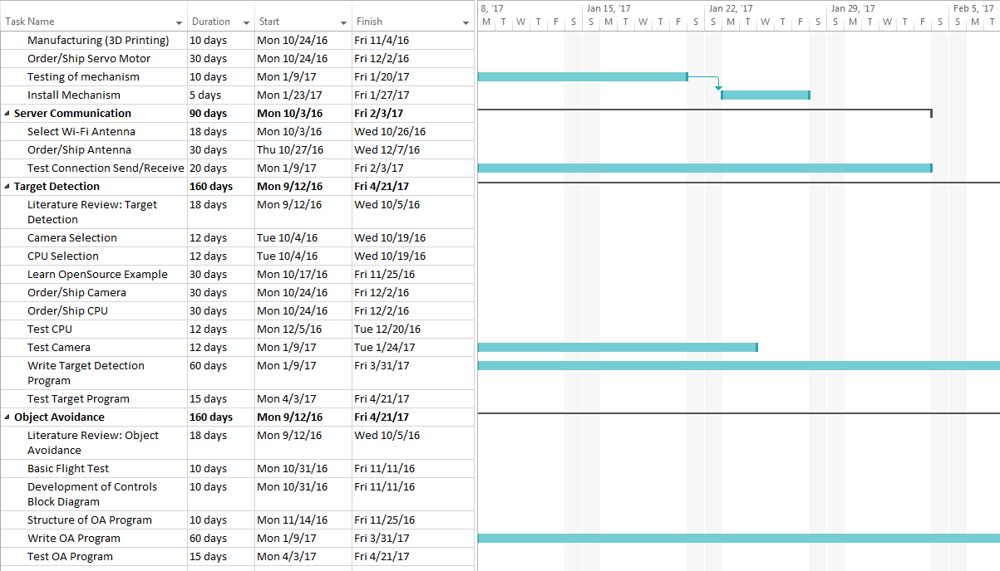 Task Name Duration Start Finish 8, '17 Jan 15, '17 Jan 22, '17 Jan 29, '17 Feb 5, '17
M T W T F S S M T W T F S S M T W T F S S M T W T F S S M T
Manufacturing (3D Printing) 10 days Mon 10/24/16 Fri 11/4/16
Order/Ship Servo Motor 30 days Mon 10/24/16 Fri 12/2/16
Testing of mechanism 10 days Mon 1/9/17 Fri 1/20/17
Install Mechanism 5 days Mon 1/23/17 Fri 1/27/17
Server Communication 90 days Mon 10/3/16 Fri 2/3/17
Select Wi-Fi Antenna 18 days Mon 10/3/16 Wed 10/26/16
Order/Ship Antenna 30 days Thu 10/27/16 Wed 12/7/16
Test Connection Send/Receive 20 days Mon 1/9/17 Fri 2/3/17
Target Detection 160 days Mon 9/12/16 Fri 4/21/17
Literature Review: Target 18 days Mon 9/12/16 Wed 10/5/16
Detection
Camera Selection 12 days Tue 10/4/16 Wed 10/19/16
CPU Selection 12 days Tue 10/4/16 Wed 10/19/16
Learn OpenSource Example 30 days Mon 10/17/16 Fri 11/25/16
Order/Ship Camera 30 days Mon 10/24/16 Fri 12/2/16
Order/Ship CPU 30 days Mon 10/24/16 Fri 12/2/16
Test CPU 12 days Mon 12/5/16 Tue 12/20/16
Test Camera 12 days Mon 1/9/17 Tue 1/24/17
Write Target Detection 60 days Mon 1/9/17 Fri 3/31/17
Program
Test Target Program 15 days Mon 4/3/17 Fri 4/21/17
Object Avoidance 160 days Mon 9/12/16 Fri 4/21/17
Literature Review: Object 18 days Mon 9/12/16 Wed 10/5/16
Avoidance
Basic Flight Test 10 days Mon 10/31/16 Fri 11/11/16
Development of Controls 10 days Mon 10/31/16 Fri 11/11/16
Block Diagram
Structure of OA Program 10 days Mon 11/14/16 Fri 11/25/16
Write OA Program 60 days Mon 1/9/17 Fri 3/31/17
Test OA Program 15 days Mon 4/3/17 Fri 4/21/17